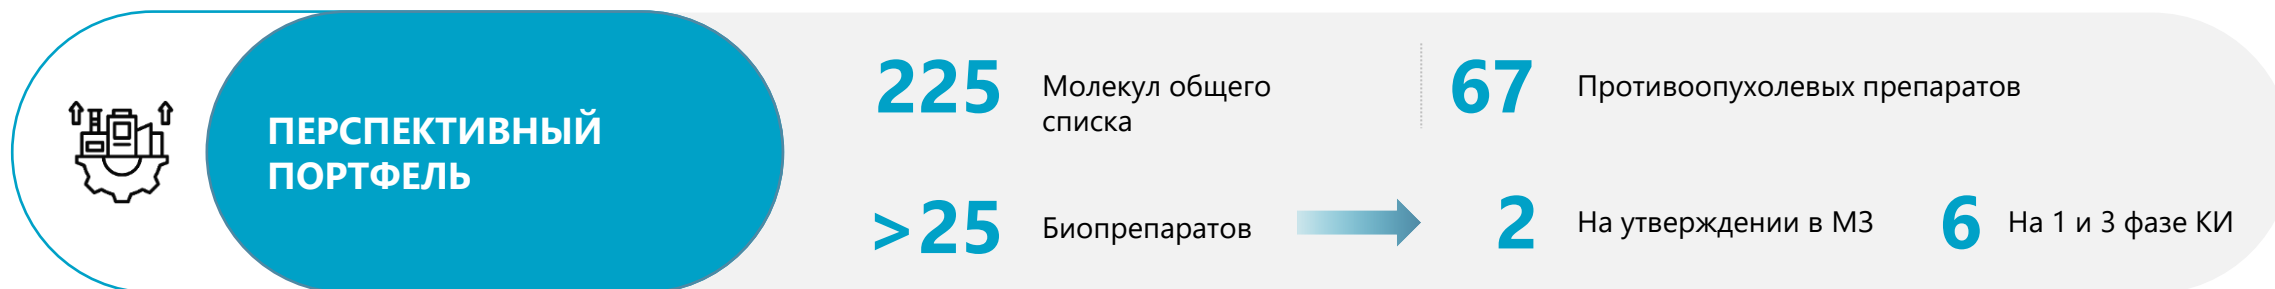 ПЕРСПЕКТИВНЫЙ
ПОРТФЕЛЬ
225 Молекул общего
списка
67 Противоопухолевых препаратов
>25 Биопрепаратов
2 На утверждении в МЗ
6 На 1 и 3 фазе КИ